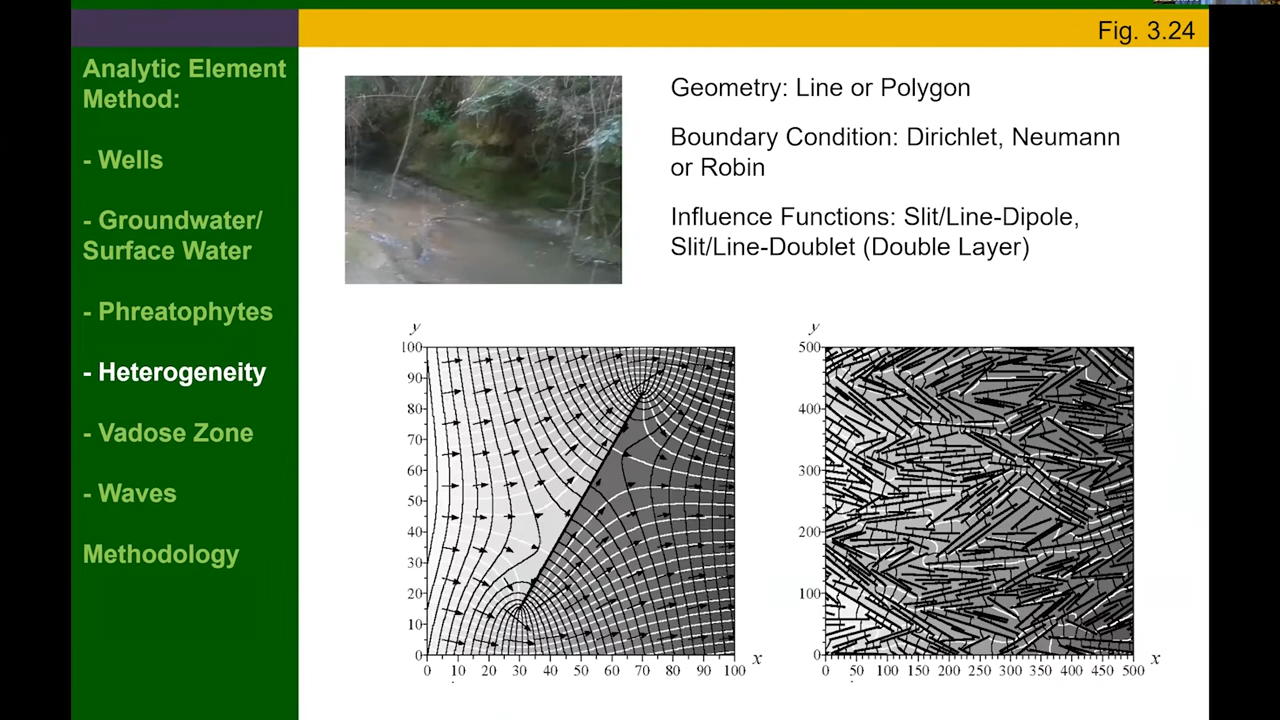 Fig. 3.24
Analytic Element
Method:
- Wells
- Groundwater/
Surface Water
- Phreatophytes
- Heterogeneity
- Vadose Zone
- Waves
Methodology
Geometry: Line or Polygon
Boundary Condition: Dirichlet, Neumann
or Robin
Influence Functions: Slit/Line-Dipole,
Slit/Line-Doublet (Double Layer)
y
100
90
80
70
60
50
40
30
20
10
0
0 10 20 30 40 50 60 70 80 90 100 x
y
500
400
300
200
100
0
0 50 100 150 200 250 300 350 400 450 500 x